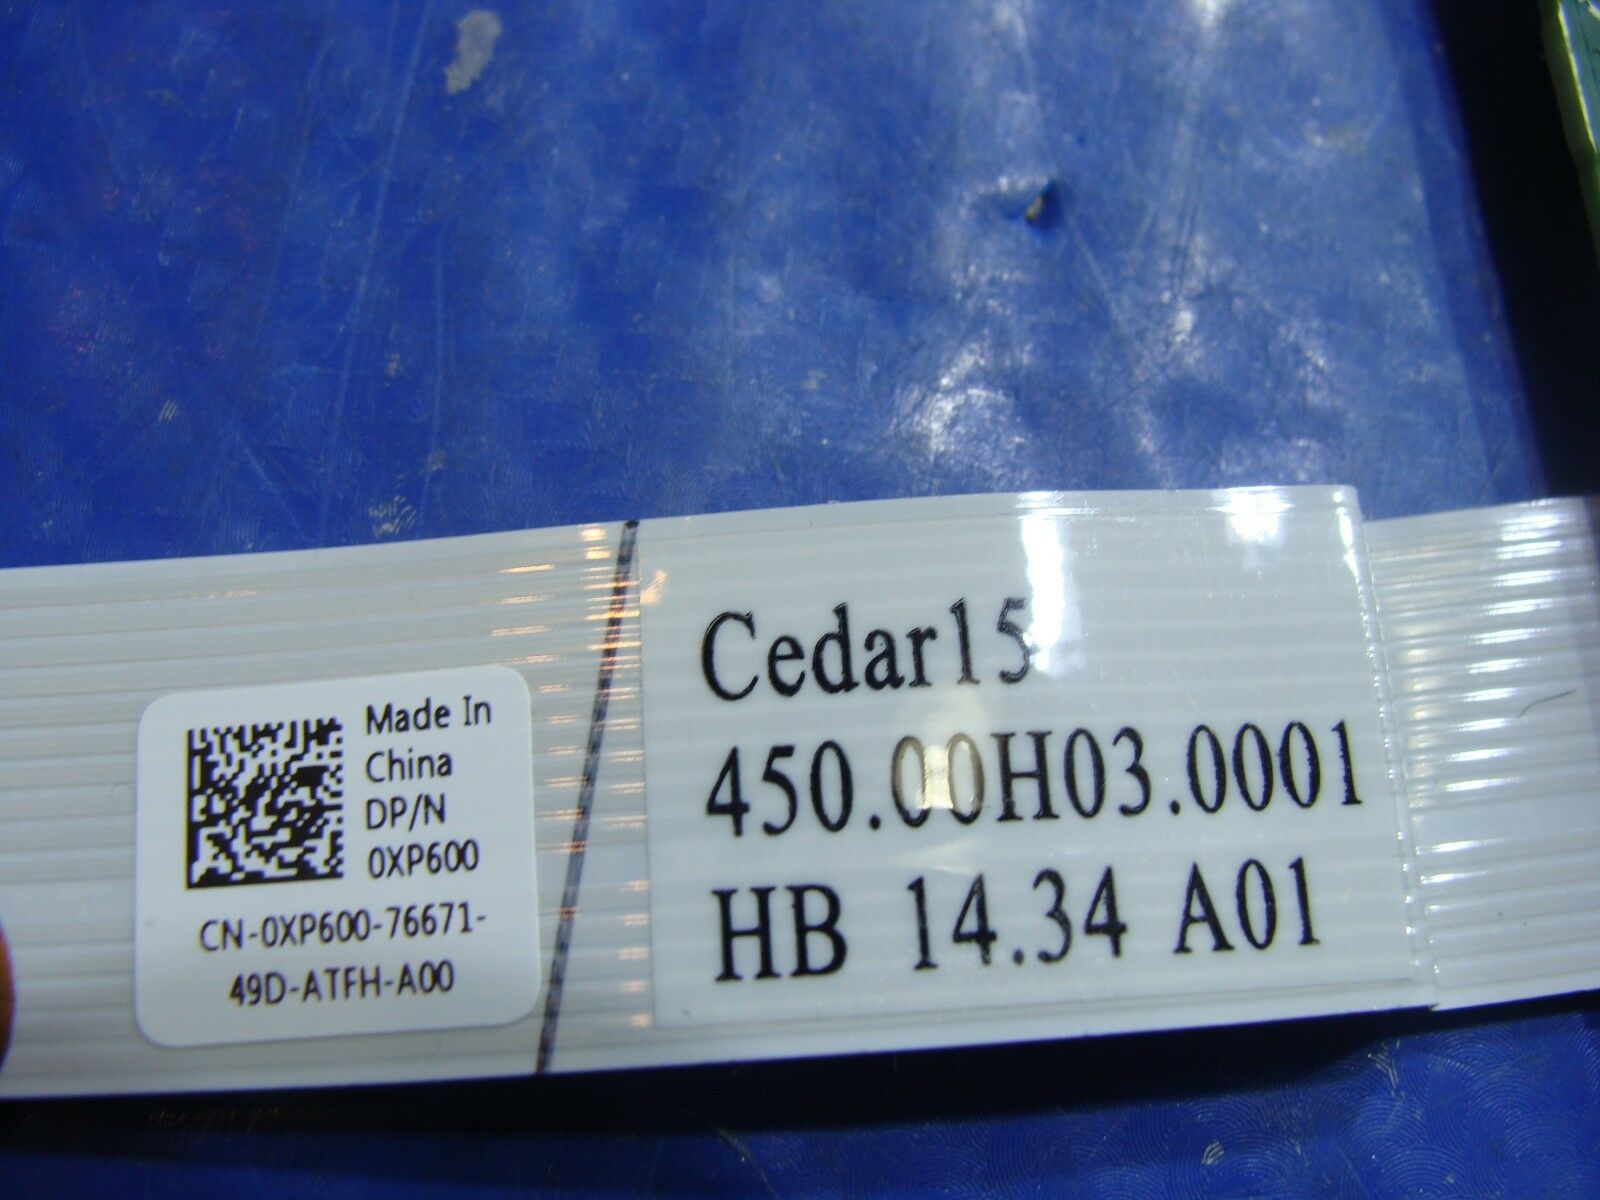 Made In
China
DP/N
0XP600
CN-0XP600-76671-
49D-ATFH-A00
Cedar15
450.00H03.0001
HB 14.34 A01